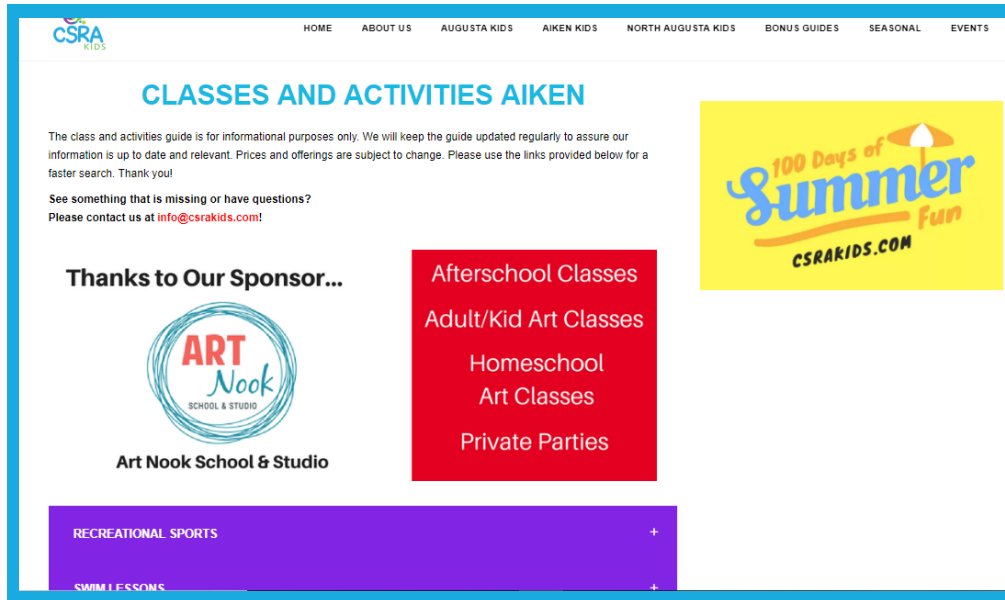 CSRA
KIDS
HOME ABOUT US AUGUSTA KIDS AIKEN KIDS NORTH AUGUSTA KIDS BONUS GUIDES SEASONAL EVENTS
CLASSES AND ACTIVITIES AIKEN
The class and activities guide is for informational purposes only. We will keep the guide updated regularly to assure our
information is up to date and relevant. Prices and offerings are subject to change. Please use the links provided below for a
faster search. Thank you!
See something that is missing or have questions?
Please contact us at info@csrakids.com!
100 Days of
Summer
Fun
CSRAKIDS.COM
Thanks to Our Sponsor...
ART
Nook
SCHOOL & STUDIO
Art Nook School & Studio
Afterschool Classes
Adult/Kid Art Classes
Homeschool
Art Classes
Private Parties
RECREATIONAL SPORTS +
SWIM LESSONS +